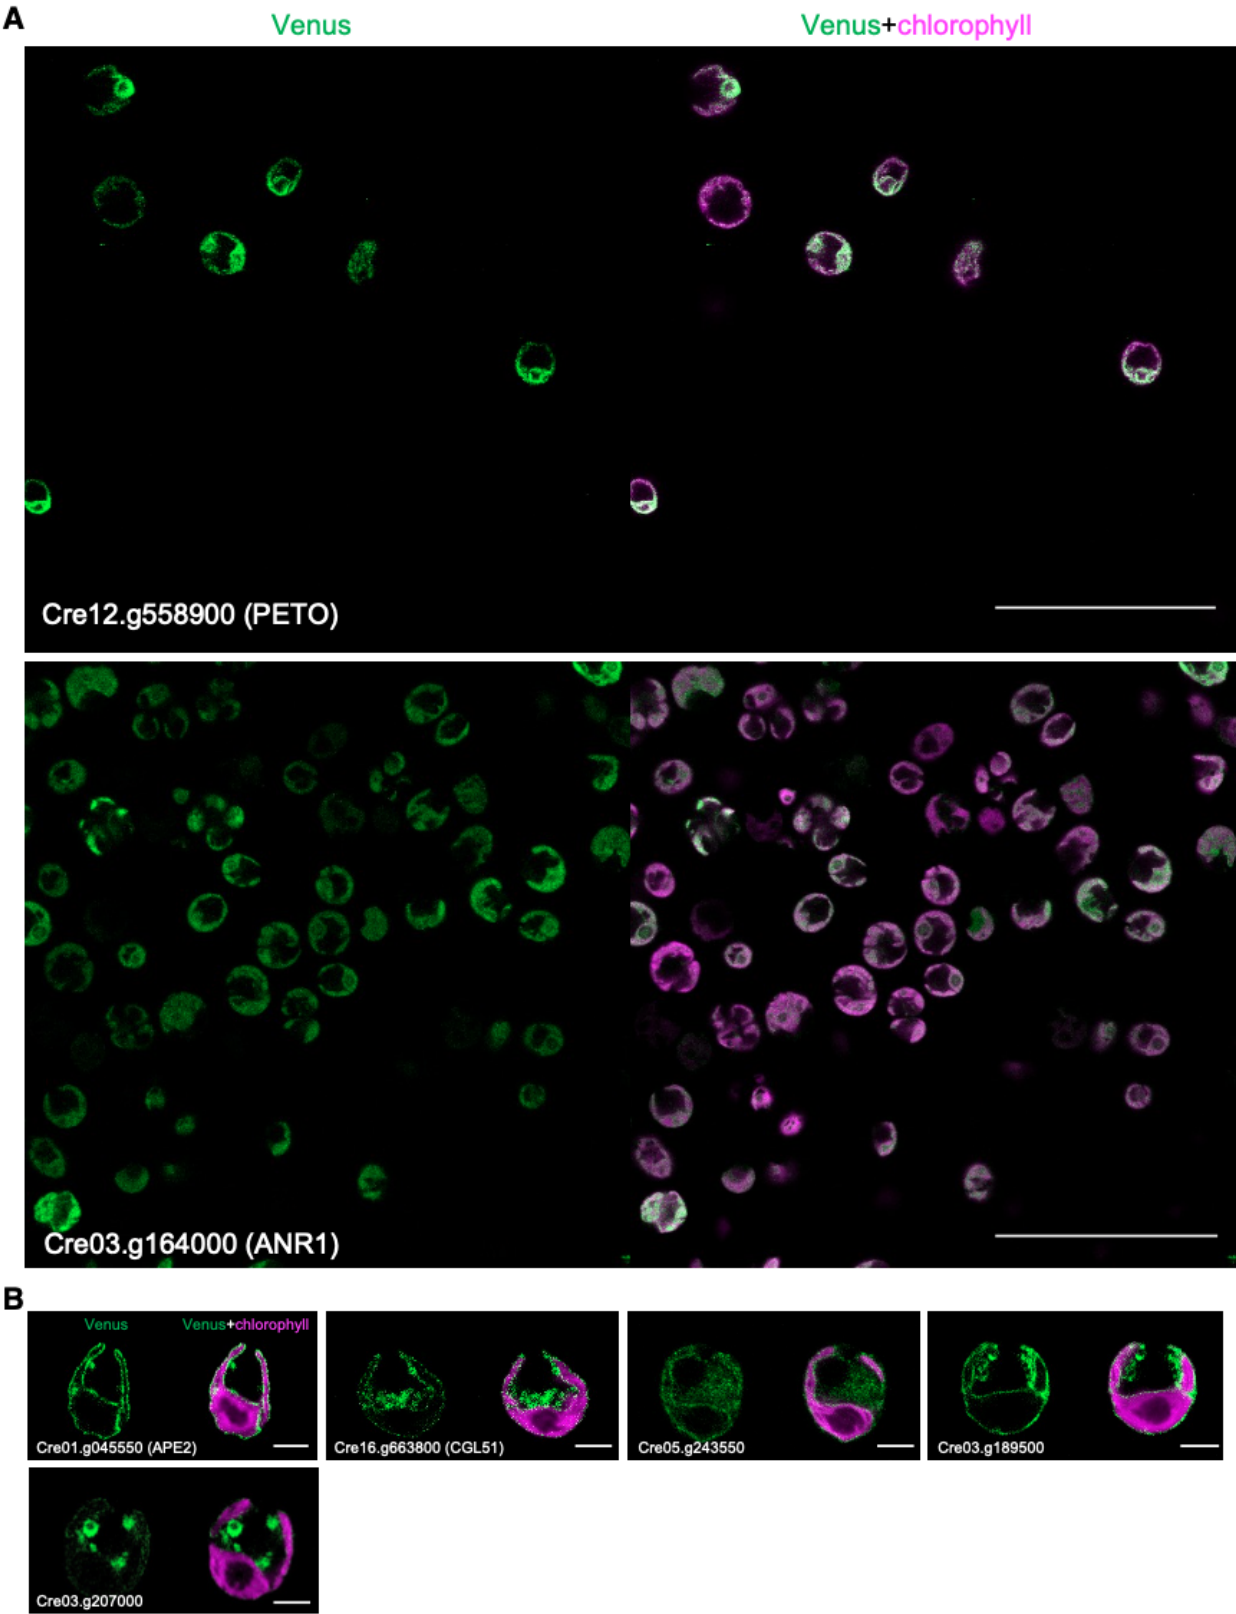 A
Venus
Venus+chlorophyll
Cre12.g558900 (PETO)
Cre03.g164000 (ANR1)
B
Venus
Venus+chlorophyll
Cre01.g045550 (APE2)
Cre16.g663800 (CGL51)
Cre05.g243550
Cre03.g189500
Cre03.g207000